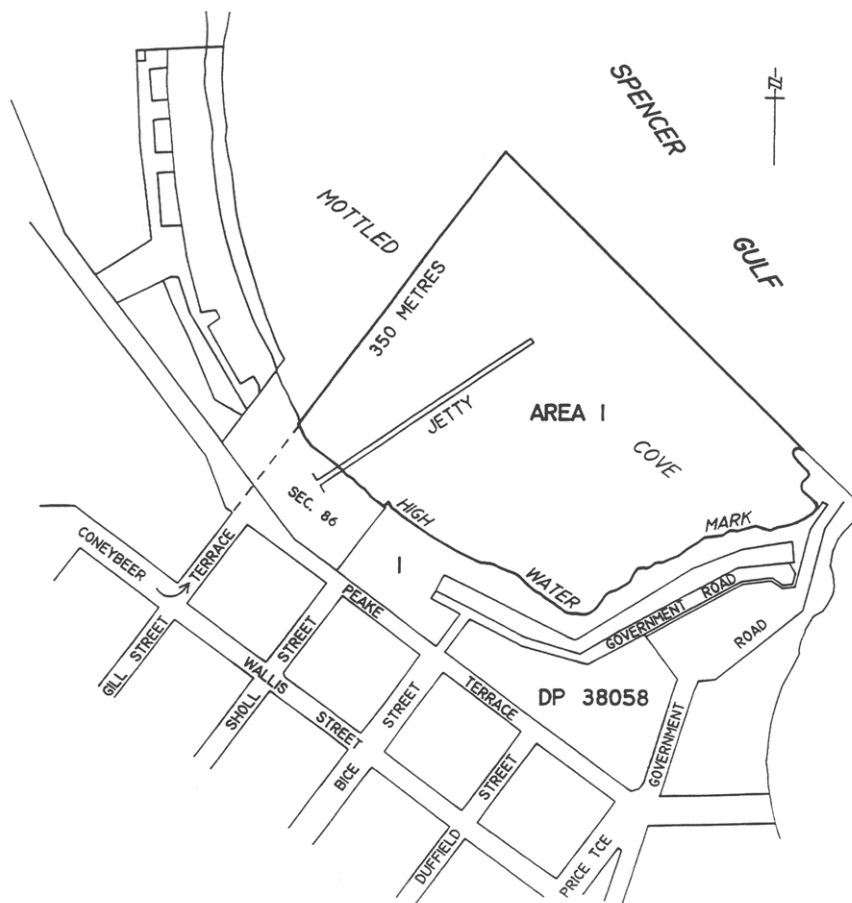 SPENCER
GULF
N
MOTTLED
COVE
350 METRES
JETTY
AREA 1
SEC. 86
HIGH
WATER
MARK
1
CONEYBEER
TERRACE
PEAKE
TERRACE
GILL STREET
SHOLL
STREET
WALLIS
STREET
BICE
STREET
DUFFIELD
STREET
PRICE TCE
GOVERNMENT ROAD
GOVERNMENT
ROAD
DP 38058